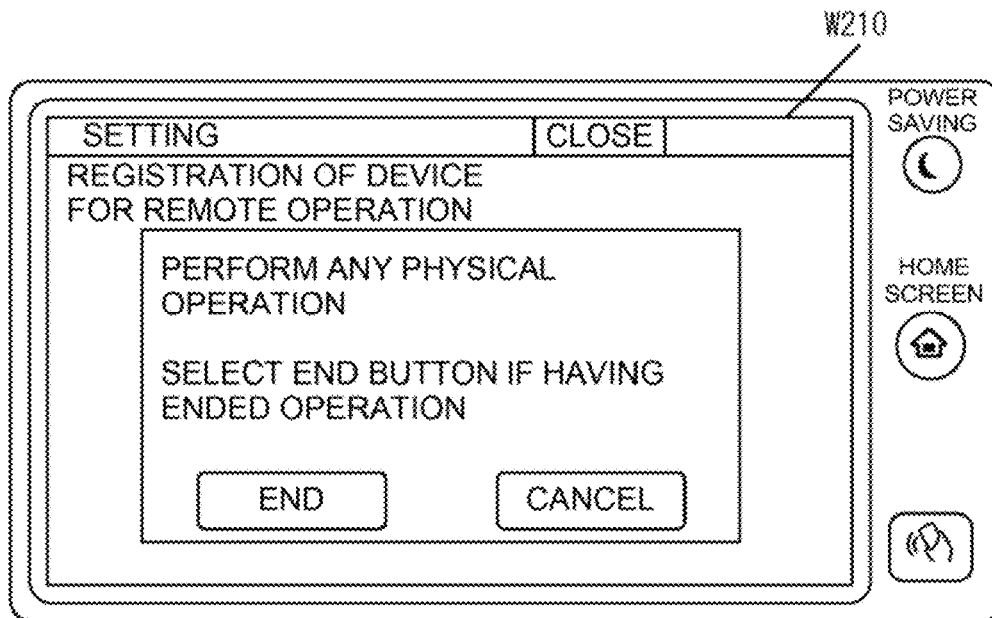 W210
POWER
SAVING
SETTING
CLOSE
REGISTRATION OF DEVICE
FOR REMOTE OPERATION
PERFORM ANY PHYSICAL
OPERATION
HOME
SCREEN
SELECT END BUTTON IF HAVING
ENDED OPERATION
END
CANCEL